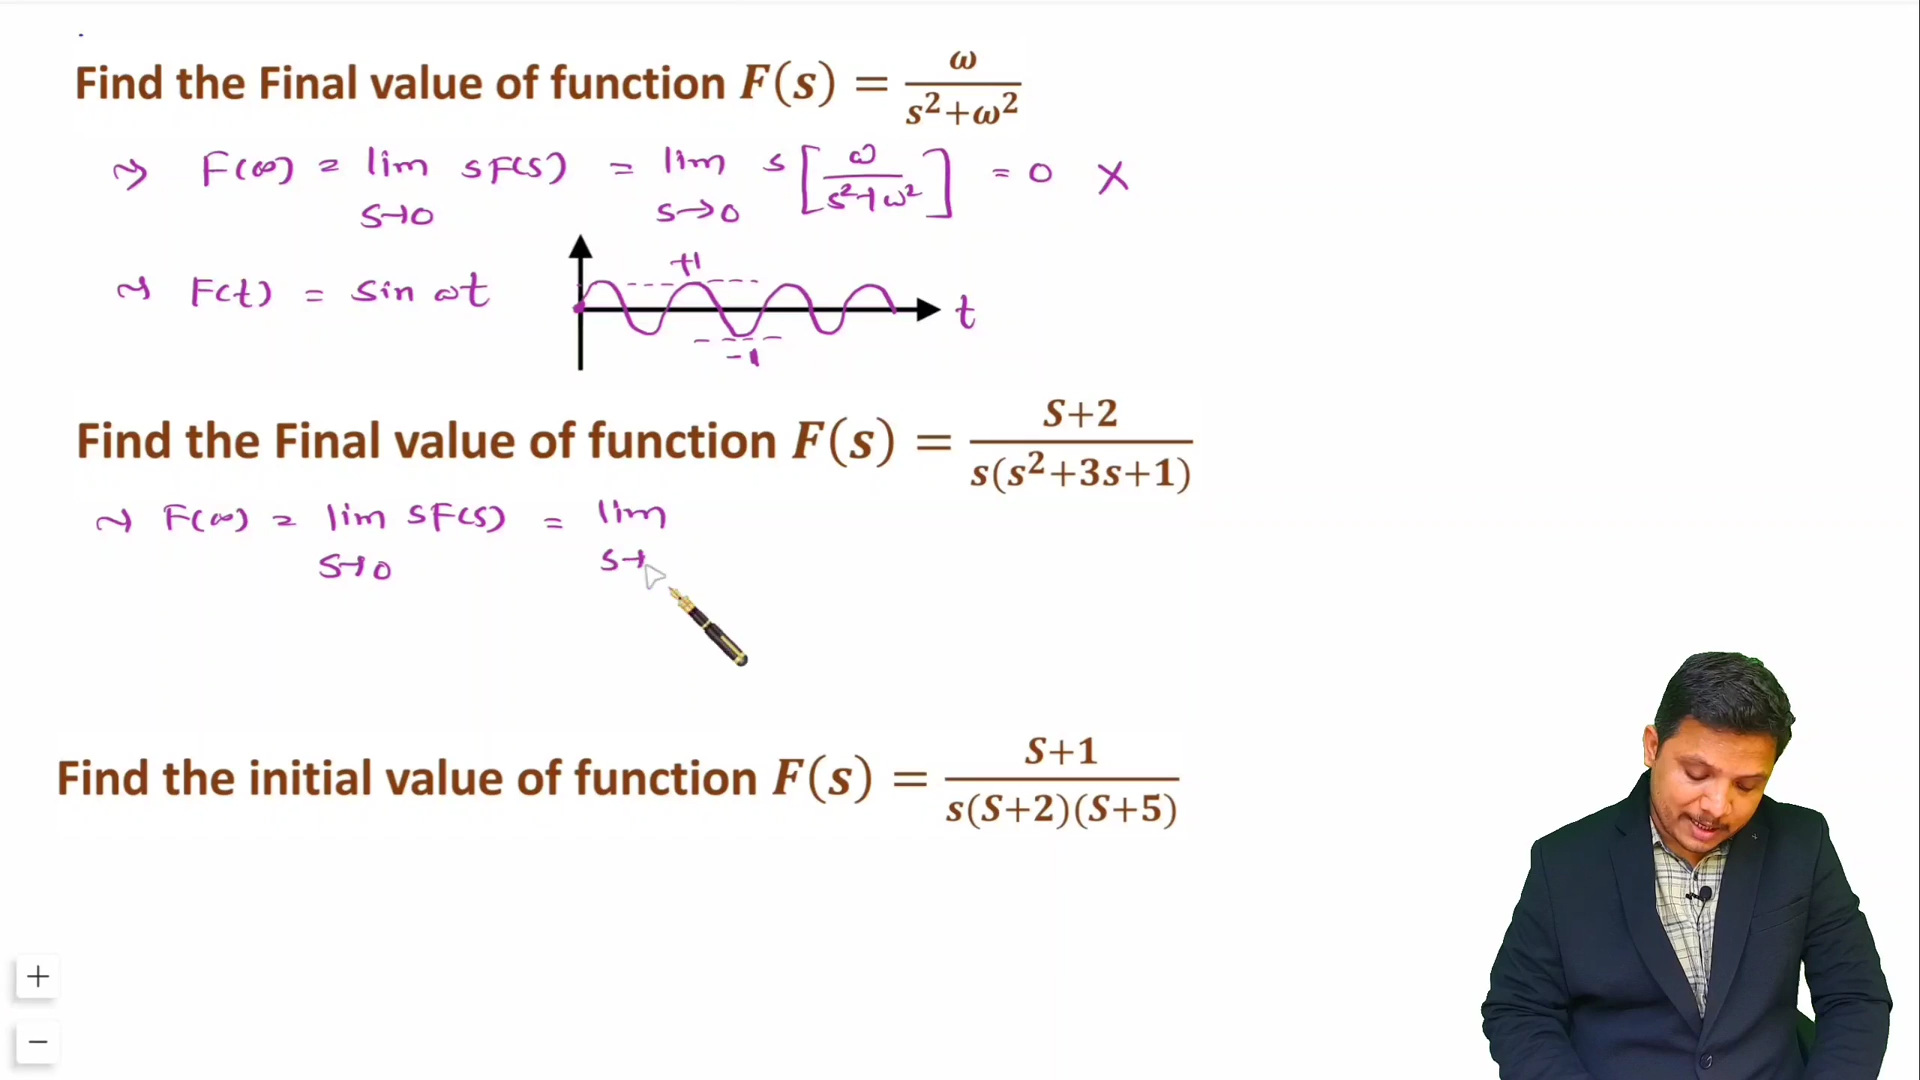 Find the Final value of function F(s) = ω / (s²+ω²)
F(∞) = lim s→0 sF(s) = lim s→0 s[ω / (s²+ω²)] = 0 ×
F(t) = sin ωt
+1
t
-1
Find the Final value of function F(s) = (S+2) / (s(s²+3s+1))
F(∞) = lim s→0 sF(s) = lim s→
Find the initial value of function F(s) = (S+1) / (s(S+2)(S+5))
+
−